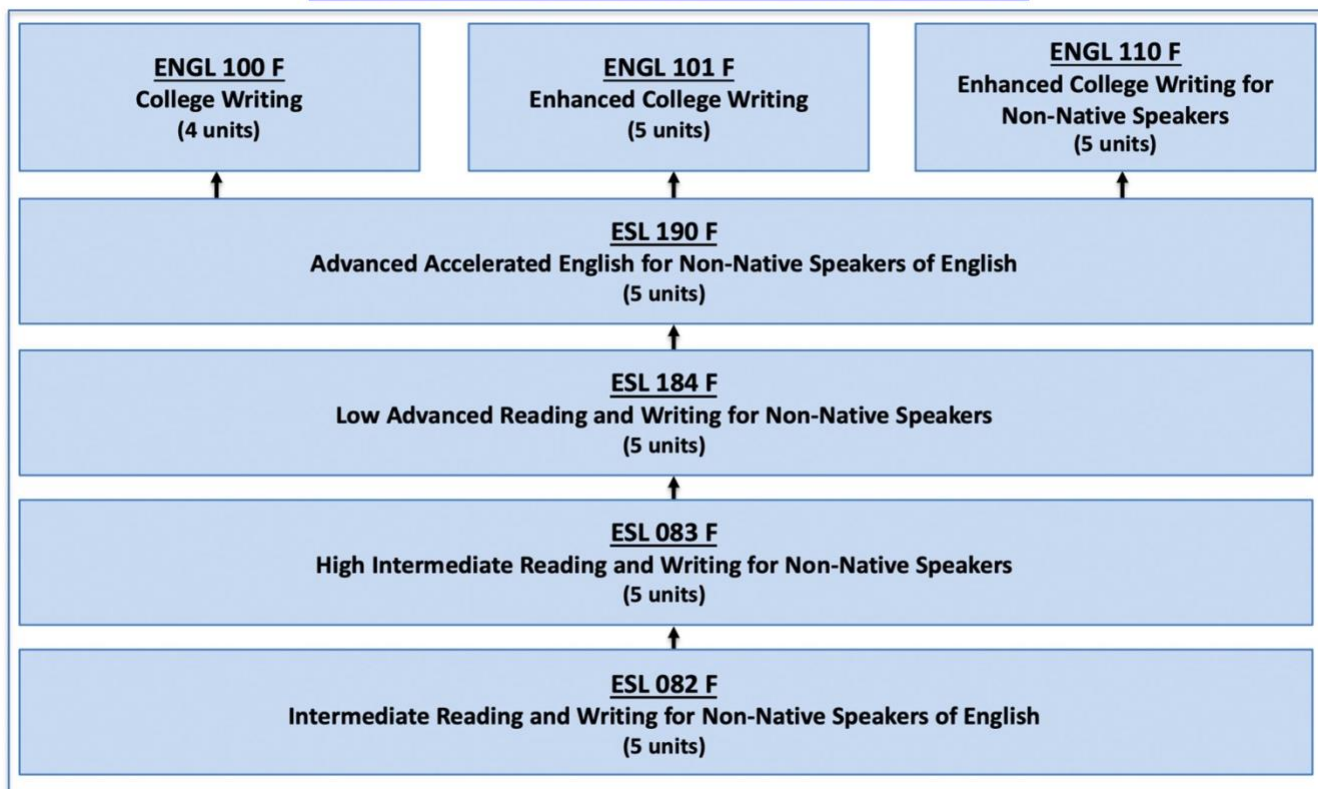 ENGL 100 F
College Writing
(4 units)
ENGL 101 F
Enhanced College Writing
(5 units)
ENGL 110 F
Enhanced College Writing for
Non-Native Speakers
(5 units)
ESL 190 F
Advanced Accelerated English for Non-Native Speakers of English
(5 units)
ESL 184 F
Low Advanced Reading and Writing for Non-Native Speakers
(5 units)
ESL 083 F
High Intermediate Reading and Writing for Non-Native Speakers
(5 units)
ESL 082 F
Intermediate Reading and Writing for Non-Native Speakers of English
(5 units)